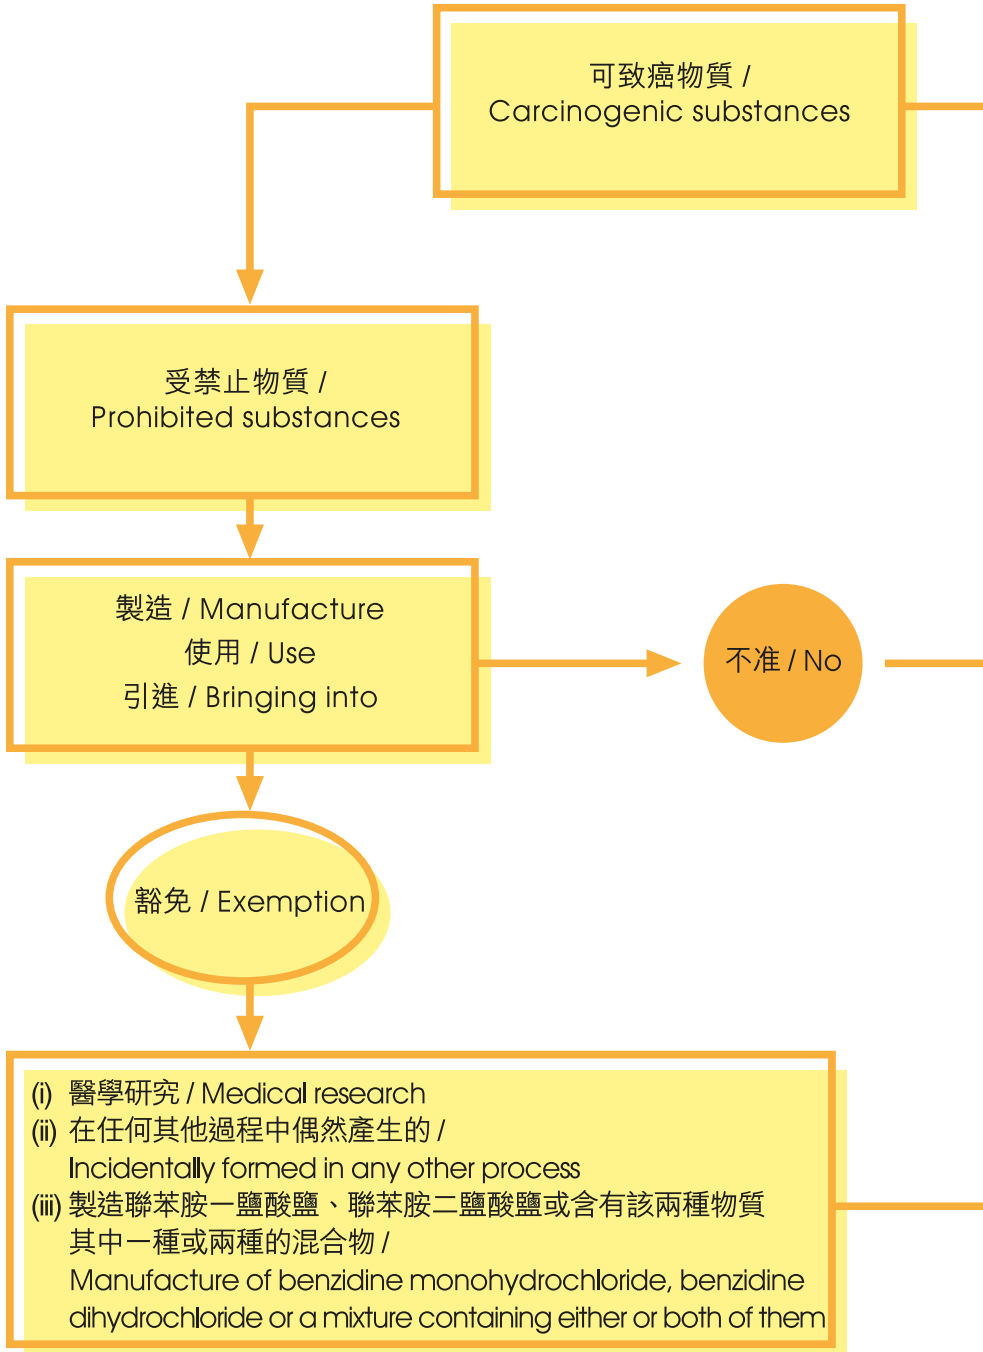 可致癌物質 /
Carcinogenic substances
受禁止物質 /
Prohibited substances
製造 / Manufacture
使用 / Use
引進 / Bringing into
不准 / No
豁免 / Exemption
(i) 醫學研究 / Medical research
(ii) 在任何其他過程中偶然產生的 /
Incidentally formed in any other process
(iii) 製造聯苯胺一鹽酸鹽、聯苯胺二鹽酸鹽或含有該兩種物質
其中一種或兩種的混合物 /
Manufacture of benzidine monohydrochloride, benzidine
dihydrochloride or a mixture containing either or both of them